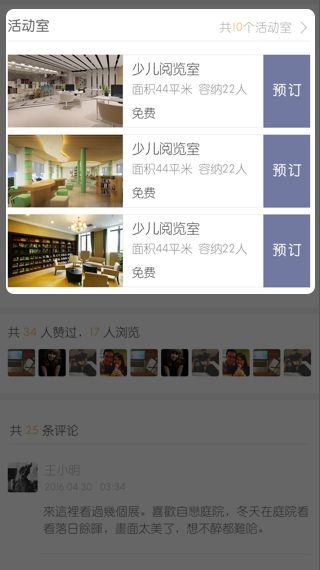 活动室
共10个活动室
少儿阅览室
面积44平米 容纳22人
免费
预订
少儿阅览室
面积44平米 容纳22人
免费
预订
少儿阅览室
面积44平米 容纳22人
免费
预订
共 34 人赞过，17 人浏览
共 25 条评论
王小明
2016.04.30 03:34
來這裡看過幾個展。喜歡自戀庭院，冬天在庭院看
看落日餘暉，畫面太美了，想不醉都難哈。